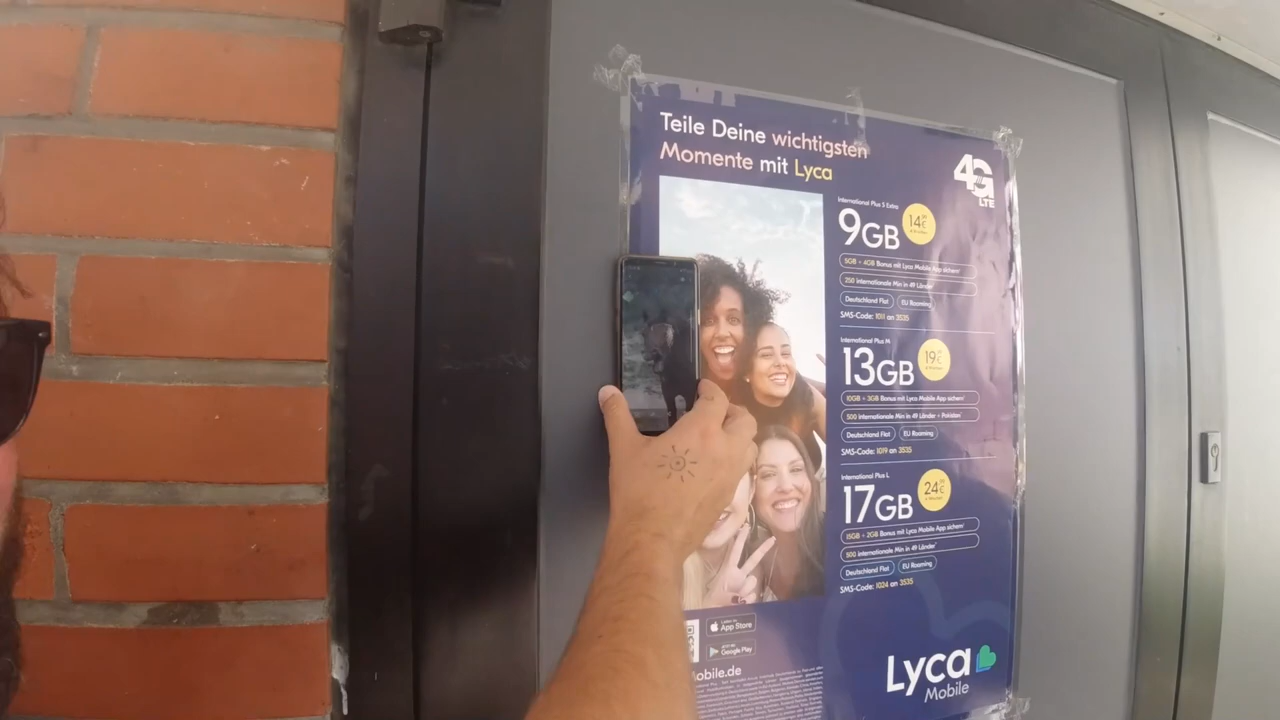 Teile Deine wichtigsten
Momente mit Lyca
4G
LTE
International Plus S Extra
9GB
14
€
5GB + 4GB Bonus mit Lyca Mobile App sichern
250 internationale Min in 49 Länder
Deutschland Flat
EU Roaming
SMS-Code: 1011 an 3535
International Plus M
13GB
19
€
10GB + 3GB Bonus mit Lyca Mobile App sichern
500 internationale Min in 49 Länder + Pakistan
Deutschland Flat
EU Roaming
SMS-Code: 1019 an 3535
International Plus L
17GB
24
€
15GB + 2GB Bonus mit Lyca Mobile App sichern
500 internationale Min in 49 Länder
Deutschland Flat
EU Roaming
SMS-Code: 1024 an 3535
App Store
Google Play
obile.de
Lyca
Mobile